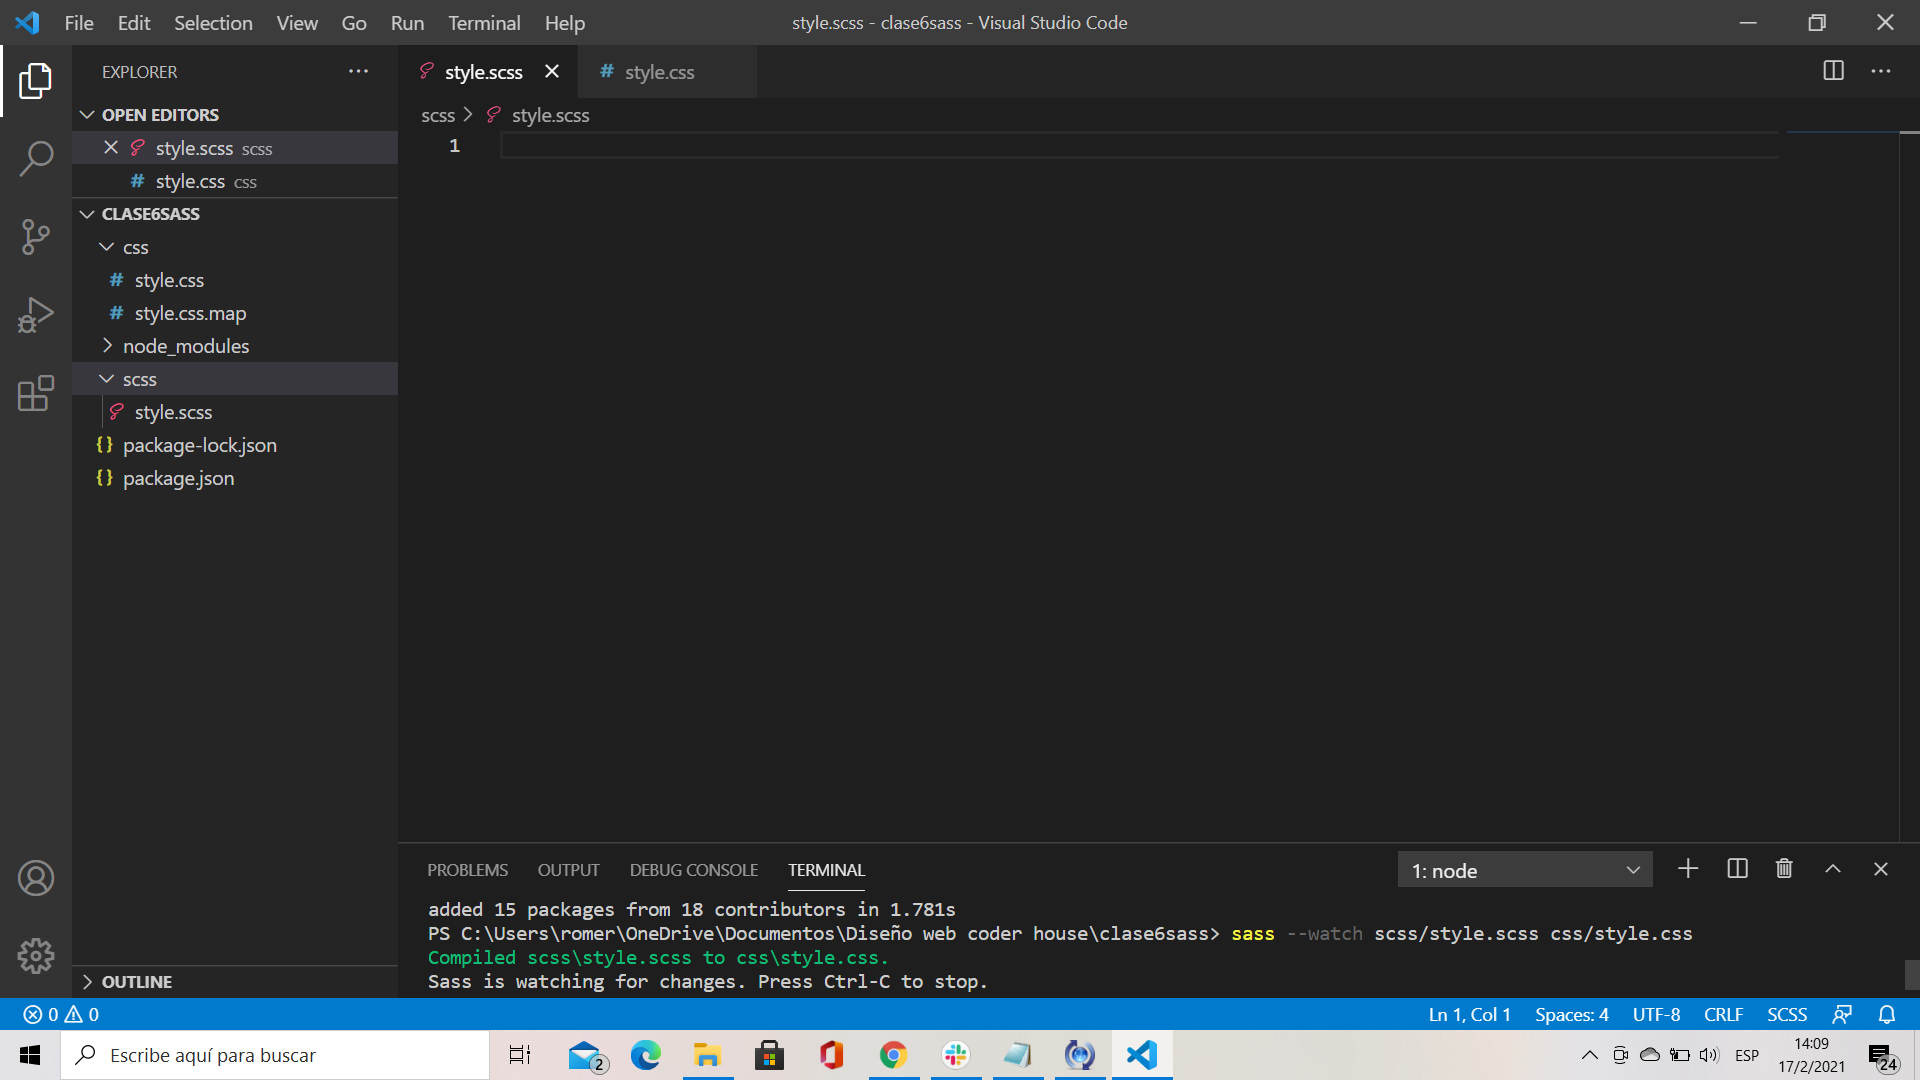 File Edit Selection View Go Run Terminal Help
style.scss - clase6sass - Visual Studio Code
EXPLORER
style.scss
style.css
OPEN EDITORS
scss
style.scss
style.scss scss
1
style.css css
CLASE6SASS
css
style.css
style.css.map
node_modules
scss
style.scss
package-lock.json
package.json
PROBLEMS OUTPUT DEBUG CONSOLE TERMINAL
1: node
added 15 packages from 18 contributors in 1.781s
PS C:\Users\romer\OneDrive\Documentos\Diseño web coder house\clase6sass> sass --watch scss/style.scss css/style.css
Compiled scss\style.scss to css\style.css.
Sass is watching for changes. Press Ctrl-C to stop.
OUTLINE
0 0
Ln 1, Col 1 Spaces: 4 UTF-8 CRLF SCSS
Escribe aquí para buscar
2
ESP
14:09
17/2/2021
24